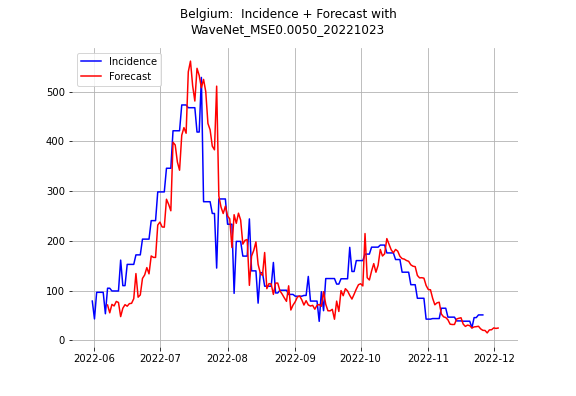 Belgium:  Incidence + Forecast with
WaveNet_MSE0.0050_20221023
Incidence
Forecast
500
400
300
200
100
0
2022-06 2022-07 2022-08 2022-09 2022-10 2022-11 2022-12